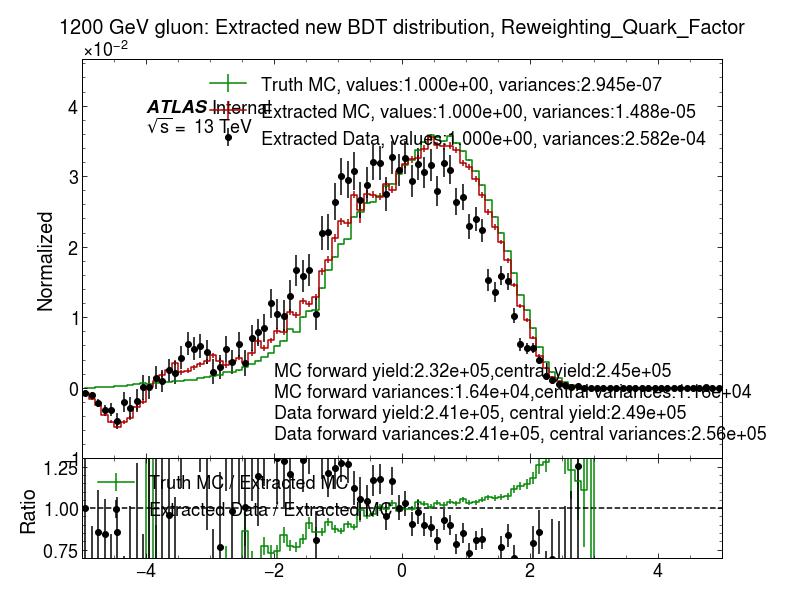 1200 GeV gluon: Extracted new BDT distribution, Reweighting_Quark_Factor
×10⁻²
Truth MC, values:1.000e+00, variances:2.945e-07
ATLAS Internal
Extracted MC, values:1.000e+00, variances:1.488e-05
√s = 13 TeV
Extracted Data, values:1.000e+00, variances:2.582e-04
4
3
2
1
0
1
Normalized
MC forward yield:2.32e+05,central yield:2.45e+05
MC forward variances:1.64e+04,central variances:1.16e+04
Data forward yield:2.41e+05, central yield:2.49e+05
Data forward variances:2.41e+05, central variances:2.56e+05
1.25
1.00
0.75
Ratio
Truth MC / Extracted MC
Extracted Data / Extracted MC
−4 −2 0 2 4